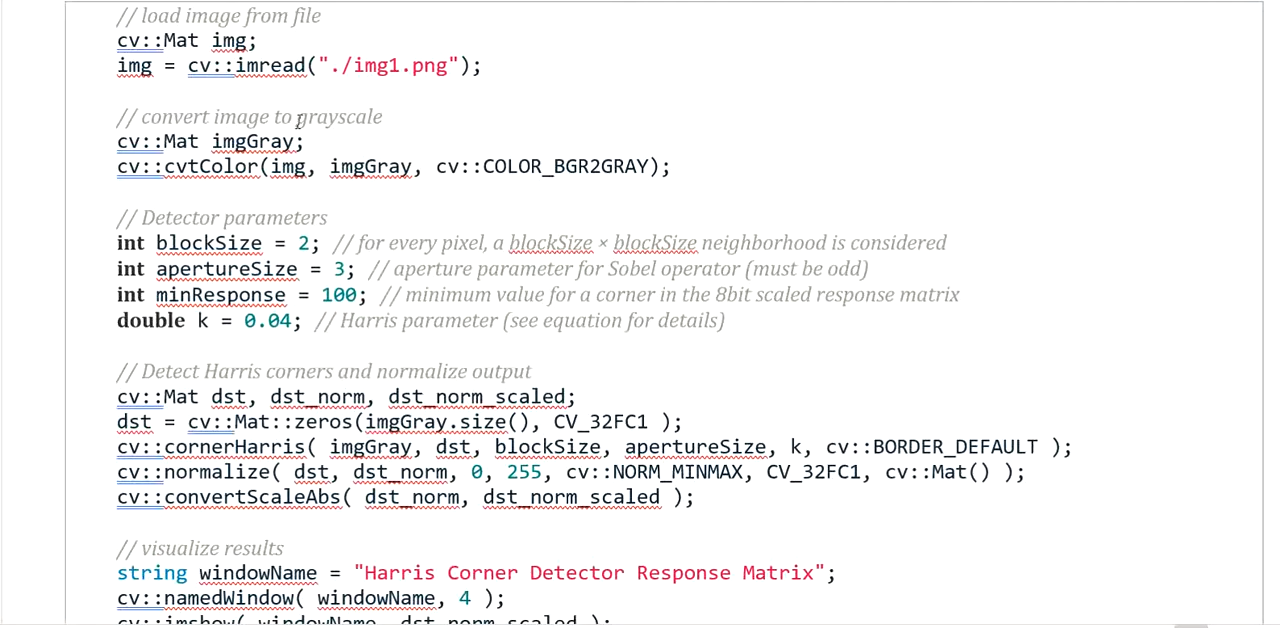 // load image from file
cv::Mat img;
img = cv::imread("./img1.png");
// convert image to grayscale
cv::Mat imgGray;
cv::cvtColor(img, imgGray, cv::COLOR_BGR2GRAY);
// Detector parameters
int blockSize = 2; // for every pixel, a blockSize × blockSize neighborhood is considered
int apertureSize = 3; // aperture parameter for Sobel operator (must be odd)
int minResponse = 100; // minimum value for a corner in the 8bit scaled response matrix
double k = 0.04; // Harris parameter (see equation for details)
// Detect Harris corners and normalize output
cv::Mat dst, dst_norm, dst_norm_scaled;
dst = cv::Mat::zeros(imgGray.size(), CV_32FC1 );
cv::cornerHarris( imgGray, dst, blockSize, apertureSize, k, cv::BORDER_DEFAULT );
cv::normalize( dst, dst_norm, 0, 255, cv::NORM_MINMAX, CV_32FC1, cv::Mat() );
cv::convertScaleAbs( dst_norm, dst_norm_scaled );
// visualize results
string windowName = "Harris Corner Detector Response Matrix";
cv::namedWindow( windowName, 4 );
cv::imshow( windowName, dst_norm_scaled );